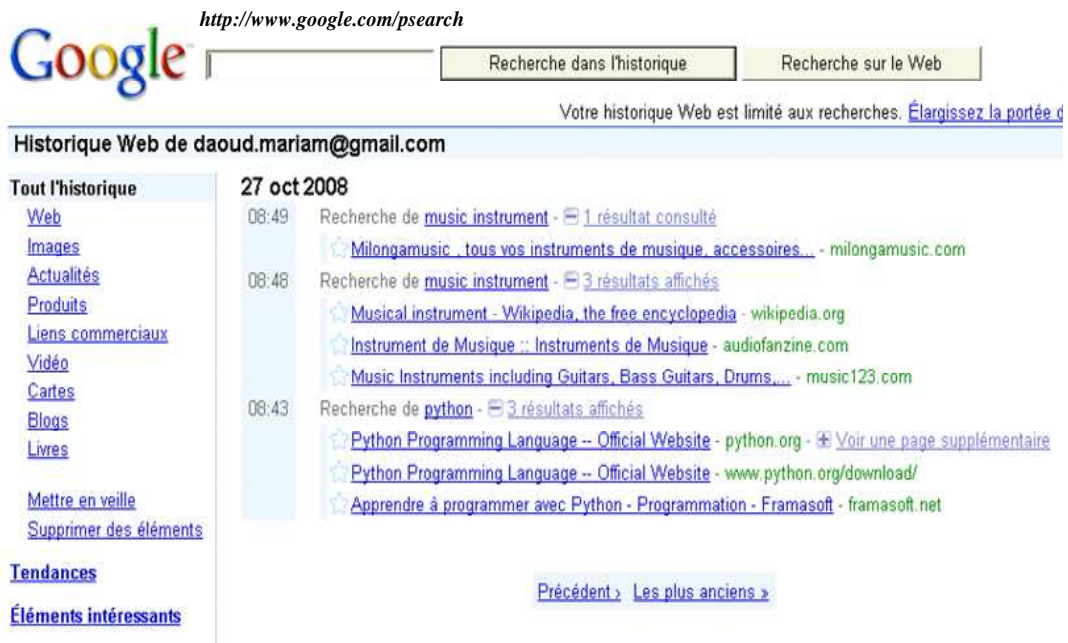 http://www.google.com/psearch
Google
Recherche dans l'historique Recherche sur le Web
Votre historique Web est limité aux recherches. Élargissez la portée d
Historique Web de daoud.mariam@gmail.com
Tout l'historique
Web
Images
Actualités
Produits
Liens commerciaux
Vidéo
Cartes
Blogs
Livres
Mettre en veille
Supprimer des éléments
Tendances
Éléments intéressants
27 oct 2008
08:49 Recherche de music instrument - 1 résultat consulté
Milongamusic , tous vos instruments de musique, accessoires... - milongamusic.com
08:48 Recherche de music instrument - 3 résultats affichés
Musical instrument - Wikipedia, the free encyclopedia - wikipedia.org
Instrument de Musique :: Instruments de Musique - audiofanzine.com
Music Instruments including Guitars, Bass Guitars, Drums,... - music123.com
08:43 Recherche de python - 3 résultats affichés
Python Programming Language -- Official Website - python.org - Voir une page supplémentaire
Python Programming Language -- Official Website - www.python.org/download/
Apprendre à programmer avec Python - Programmation - Framasoft - framasoft.net
Précédent › Les plus anciens »